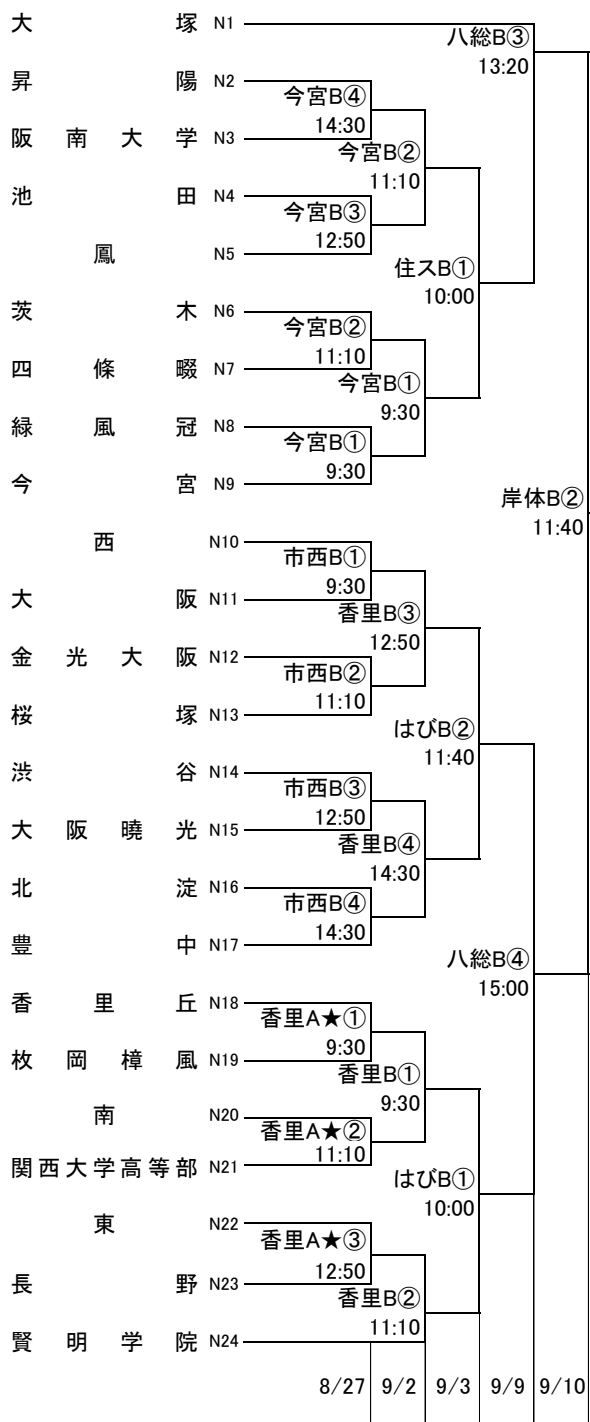 大塚 N1
八総B③
13:20
昇陽 N2
今宮B④
14:30
阪南大学 N3
今宮B②
11:10
池田 N4
今宮B③
12:50
鳳 N5
住スB①
10:00
茨木 N6
今宮B②
11:10
四條畷 N7
今宮B①
9:30
緑風冠 N8
今宮B①
9:30
今宮 N9
岸体B②
11:40
西 N10
市西B①
9:30
大阪 N11
香里B③
12:50
金光大阪 N12
市西B②
11:10
桜塚 N13
はびB②
11:40
渋谷 N14
市西B③
12:50
大阪暁光 N15
香里B④
14:30
北淀 N16
市西B④
14:30
豊中 N17
八総B④
15:00
香里丘 N18
香里A★①
9:30
枚岡樟風 N19
香里B①
9:30
南 N20
香里A★②
11:10
関西大学高等部 N21
はびB①
10:00
東 N22
香里A★③
12:50
長野 N23
香里B②
11:10
賢明学院 N24
8/27 9/2 9/3 9/9 9/10